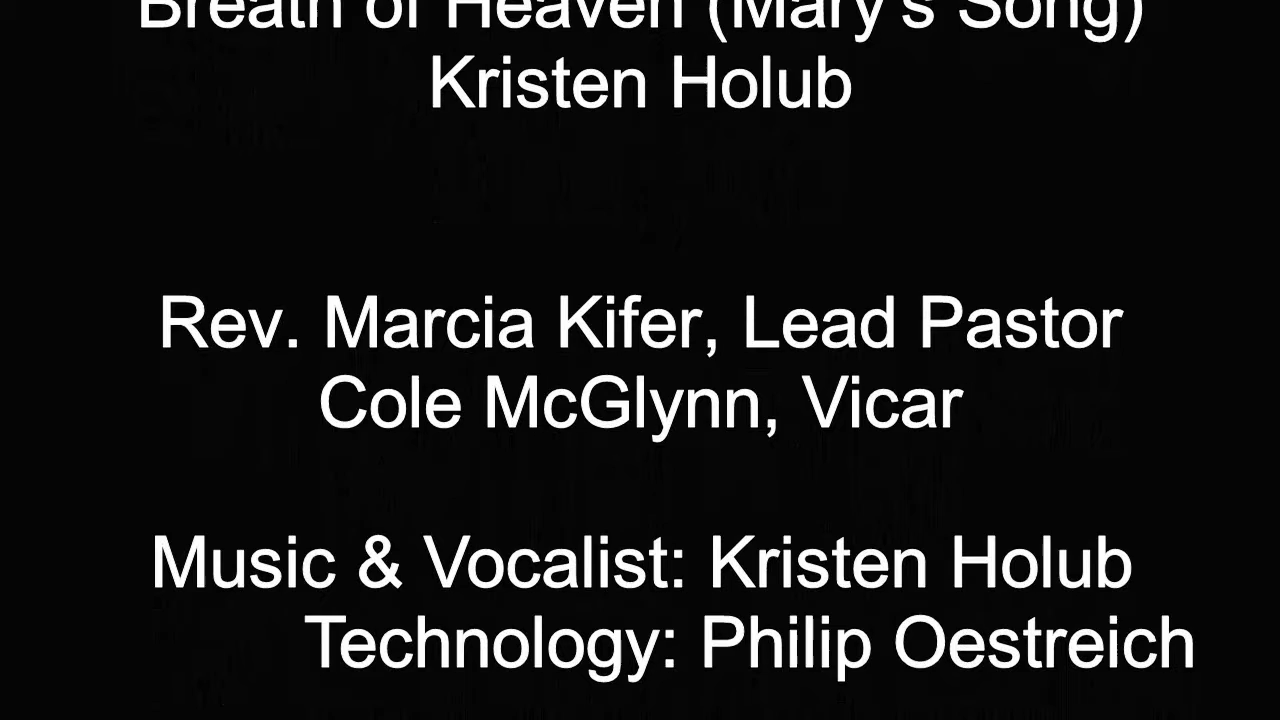 Breath of Heaven (Mary's Song)
Kristen Holub
Rev. Marcia Kifer, Lead Pastor
Cole McGlynn, Vicar
Music & Vocalist: Kristen Holub
Technology: Philip Oestreich